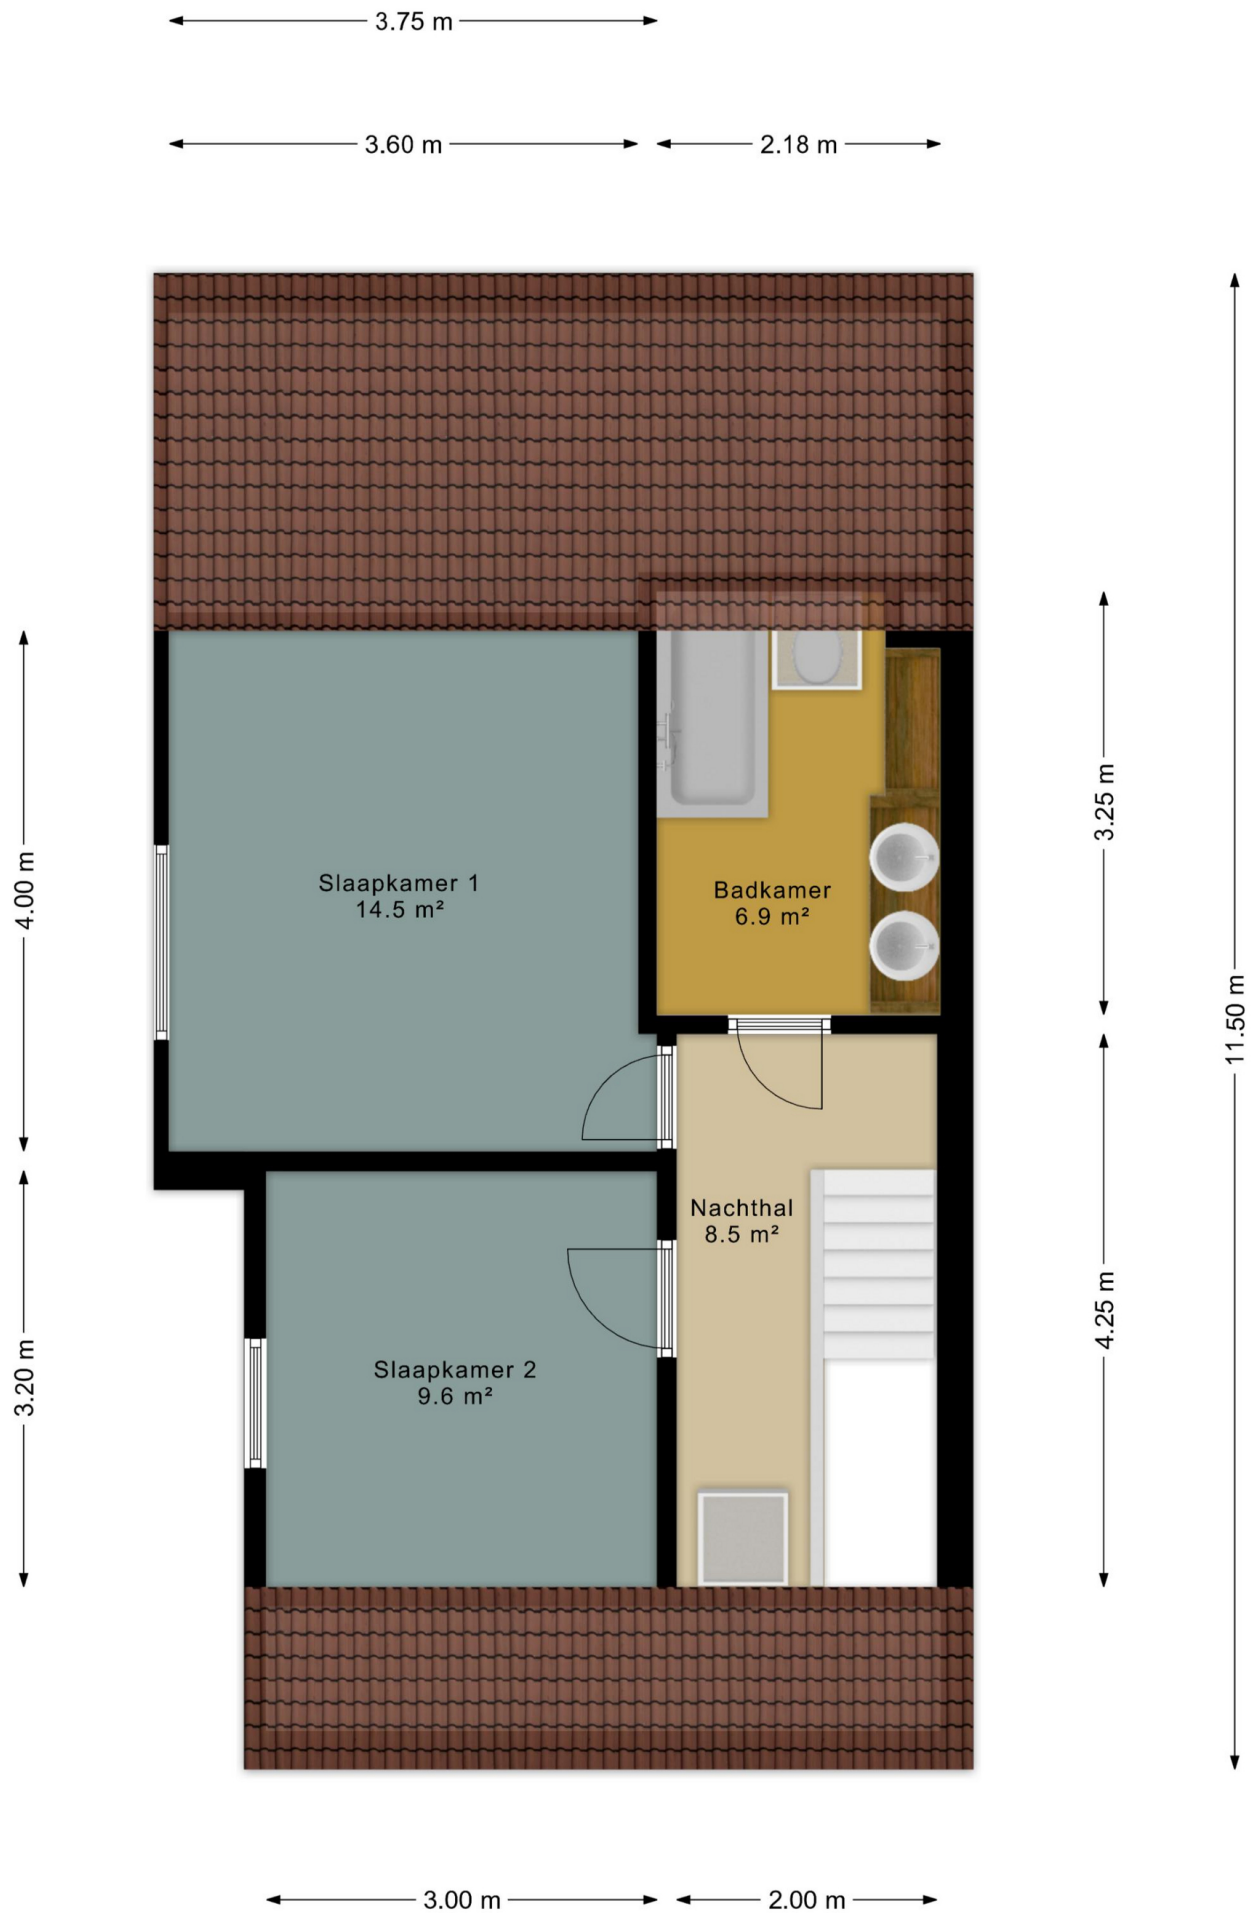 3.75 m
3.60 m
2.18 m
3.25 m
4.00 m
Slaapkamer 1
14.5 m²
Badkamer
6.9 m²
11.50 m
Nachthal
8.5 m²
4.25 m
3.20 m
Slaapkamer 2
9.6 m²
3.00 m
2.00 m